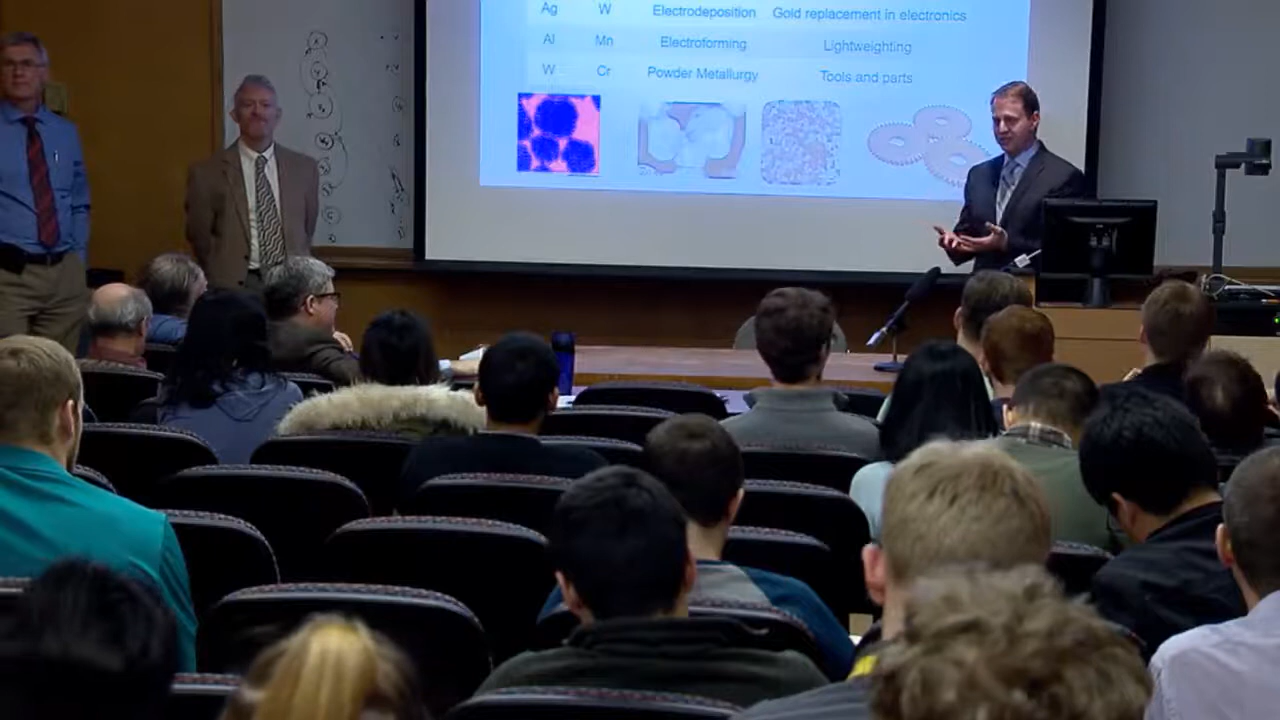 Ag W Electrodeposition Gold replacement in electronics
Al Mn Electroforming Lightweighting
W Cr Powder Metallurgy Tools and parts